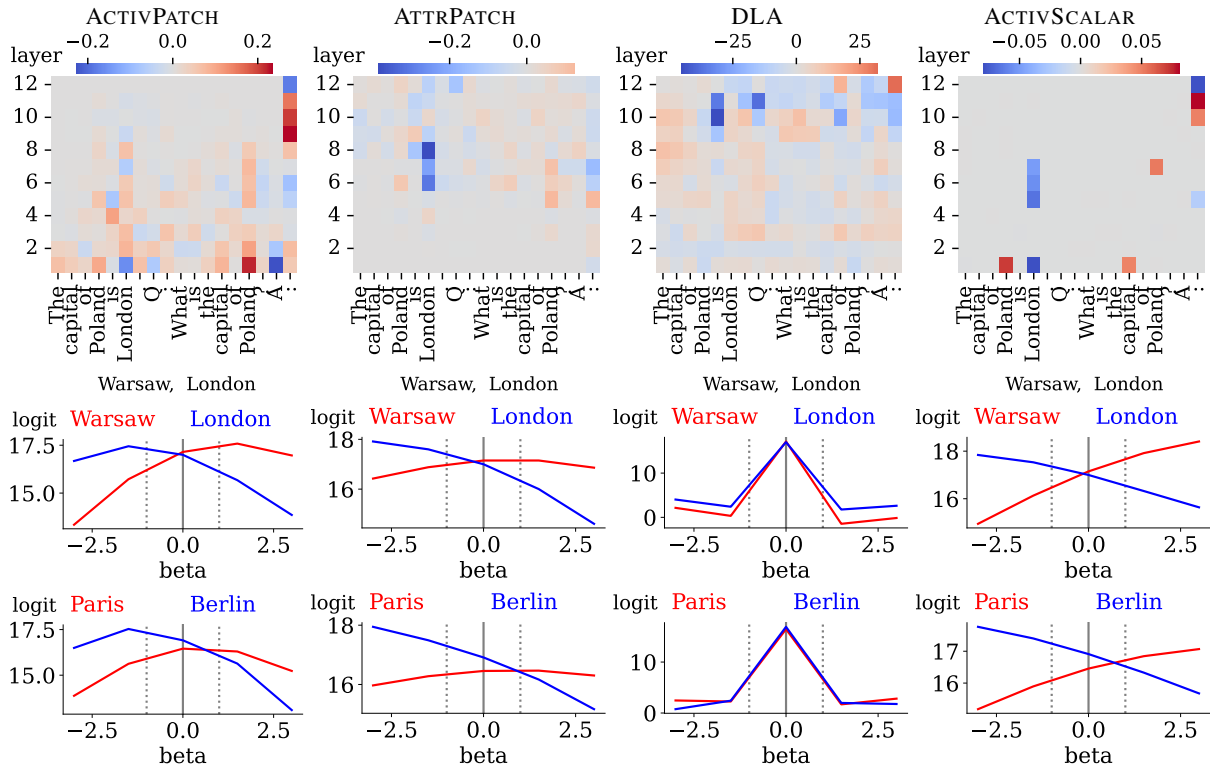 ACTIVPATCH ATTRPATCH DLA ACTIVSCALAR
layer −0.2 0.0 0.2 layer −0.2 0.0 layer −25 0 25 layer −0.05 0.00 0.05
12 12 12 12
10 10 10 10
8 8 8 8
6 6 6 6
4 4 4 4
2 2 2 2
The capital of Poland is London . Q : What is the capital of Poland ? A : The capital of Poland is London . Q : What is the capital of Poland ? A : The capital of Poland is London . Q : What is the capital of Poland ? A : The capital of Poland is London . Q : What is the capital of Poland ? A :
Warsaw, London Warsaw, London Warsaw, London Warsaw, London
logit Warsaw London logit Warsaw London logit Warsaw London logit Warsaw London
17.5 18 10 18
15.0 16 0 16
−2.5 0.0 2.5 −2.5 0.0 2.5 −2.5 0.0 2.5 −2.5 0.0 2.5
beta beta beta beta
logit Paris Berlin logit Paris Berlin logit Paris Berlin logit Paris Berlin
17.5 18 10 17
15.0 16 0 16
−2.5 0.0 2.5 −2.5 0.0 2.5 −2.5 0.0 2.5 −2.5 0.0 2.5
beta beta beta beta